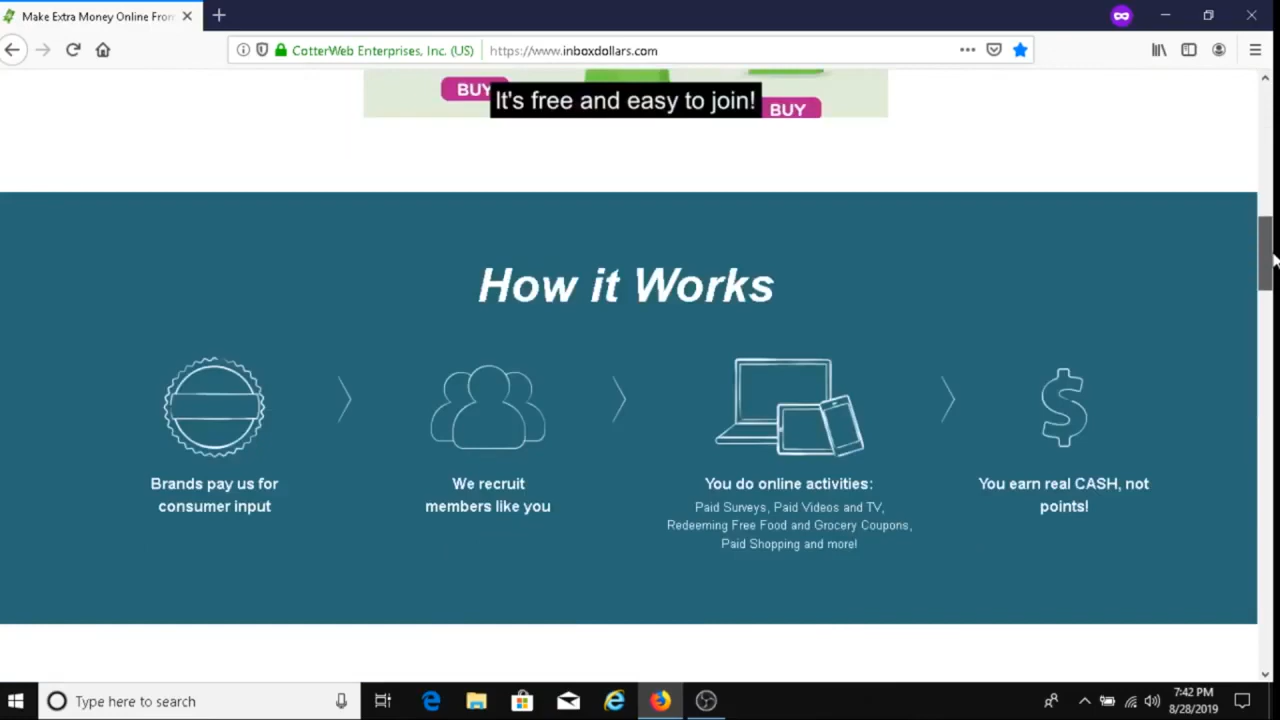 Make Extra Money Online From
CotterWeb Enterprises, Inc. (US)
https://www.inboxdollars.com
BUY
It's free and easy to join!
BUY
How it Works
Brands pay us for
consumer input
We recruit
members like you
You do online activities:
Paid Surveys, Paid Videos and TV,
Redeeming Free Food and Grocery Coupons,
Paid Shopping and more!
You earn real CASH, not
points!
Type here to search
7:42 PM
8/28/2019